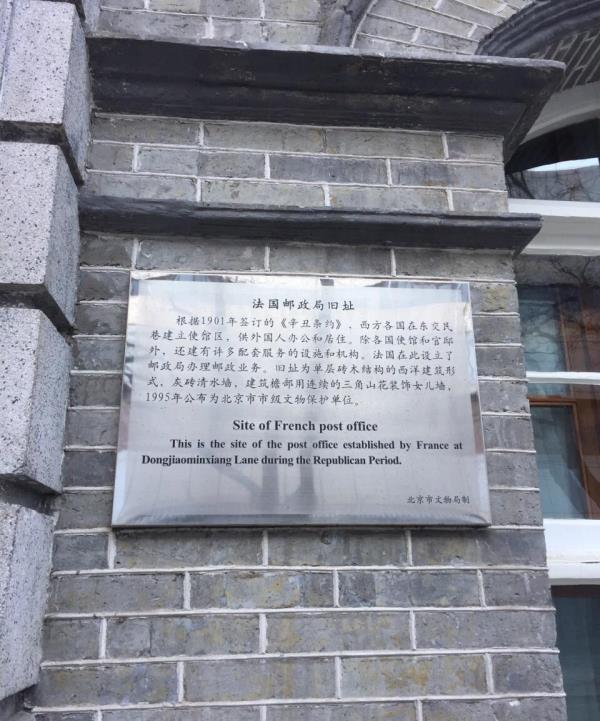 法国邮政局旧址
根据1901年签订的《辛丑条约》，西方各国在东交民
巷建立使馆区，供外国人办公和居住。除各国使馆和官邸
外，还建有许多配套服务的设施和机构。法国在此设立了
邮政局办理邮政业务。旧址为单层砖木结构的西洋建筑形
式，灰砖清水墙，建筑檐部用连续的三角山花装饰女儿墙，
1995年公布为北京市市级文物保护单位。
Site of French post office
This is the site of the post office established by France at
Dongjiaominxiang Lane during the Republican Period.
北京市文物局制